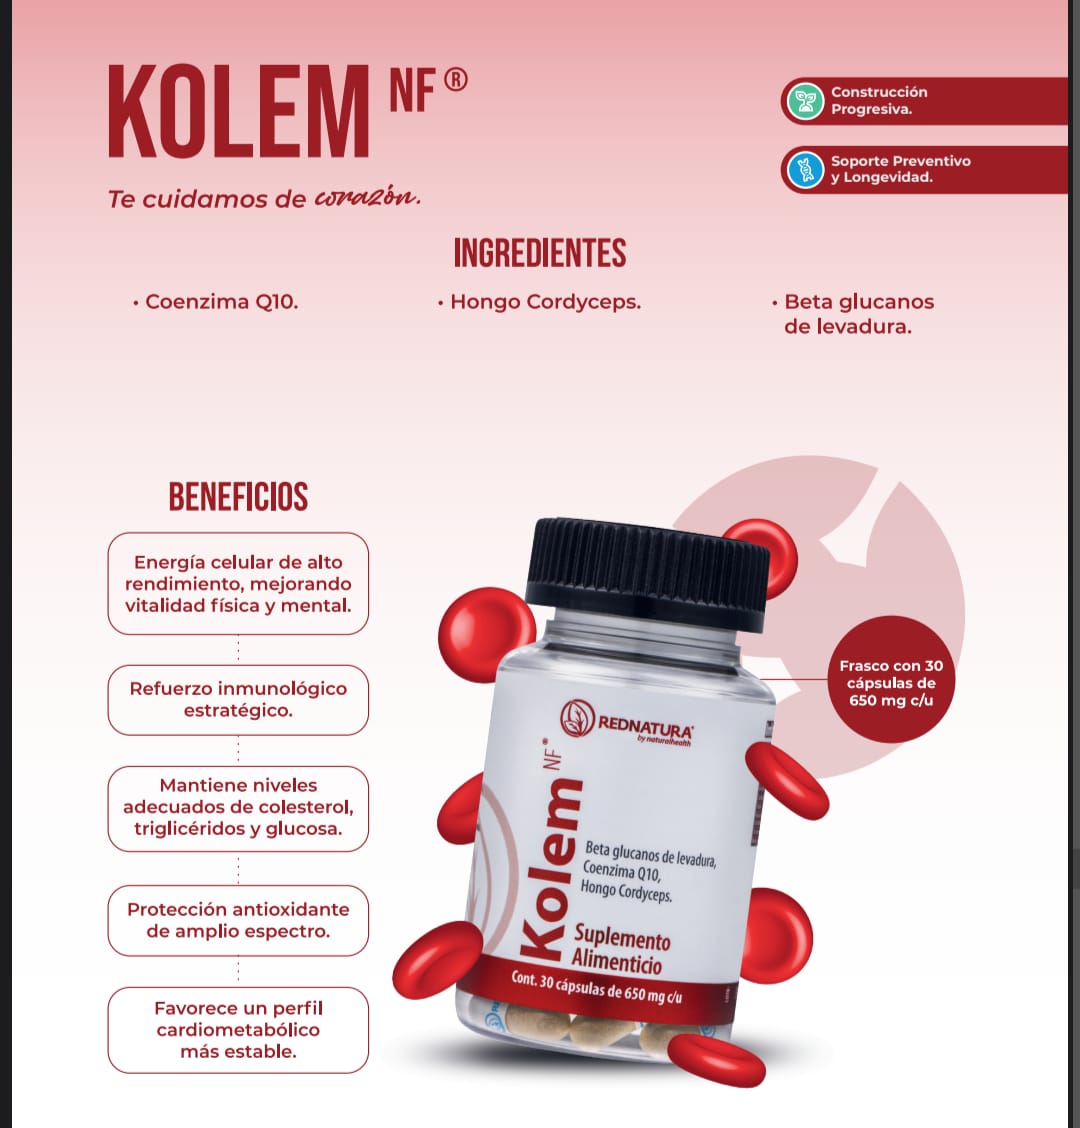 KOLEM NF®
Te cuidamos de corazón.
Construcción
Progresiva.
Soporte Preventivo
y Longevidad.
INGREDIENTES
• Coenzima Q10.
• Hongo Cordyceps.
• Beta glucanos
de levadura.
BENEFICIOS
Energía celular de alto
rendimiento, mejorando
vitalidad física y mental.
Refuerzo inmunológico
estratégico.
Mantiene niveles
adecuados de colesterol,
triglicéridos y glucosa.
Protección antioxidante
de amplio espectro.
Favorece un perfil
cardiometabólico
más estable.
Frasco con 30
cápsulas de
650 mg c/u
REDNATURA
by naturalhealth
Kolem NF®
Beta glucanos de levadura,
Coenzima Q10,
Hongo Cordyceps.
Suplemento
Alimenticio
Cont. 30 cápsulas de 650 mg c/u